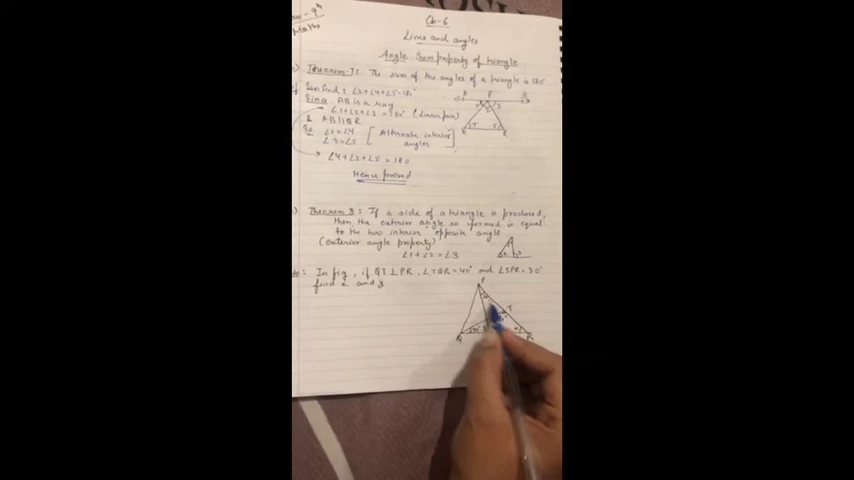 9th
Maths
Ch-6
Lines and angles
Angle Sum property of triangle
Theorem-1: The sum of the angles of a triangle is 180°
To find: ∠2+∠4+∠5=180°
Since AB is a ray
∠1+∠2+∠3=180° (Linear pair)
& AB||QR
So ∠1=∠4
∠3=∠5
[Alternate interior
angles]
∠4+∠2+∠5=180
Hence proved
Theorem : If a side of a triangle is produced,
then the exterior angle so formed is equal
to the two interior opposite angle
(exterior angle property)
∠1+∠2=∠3
: In fig, if QT⊥PR, ∠TQR=40° and ∠SPR=30°
find x and y
P
T
Q
R